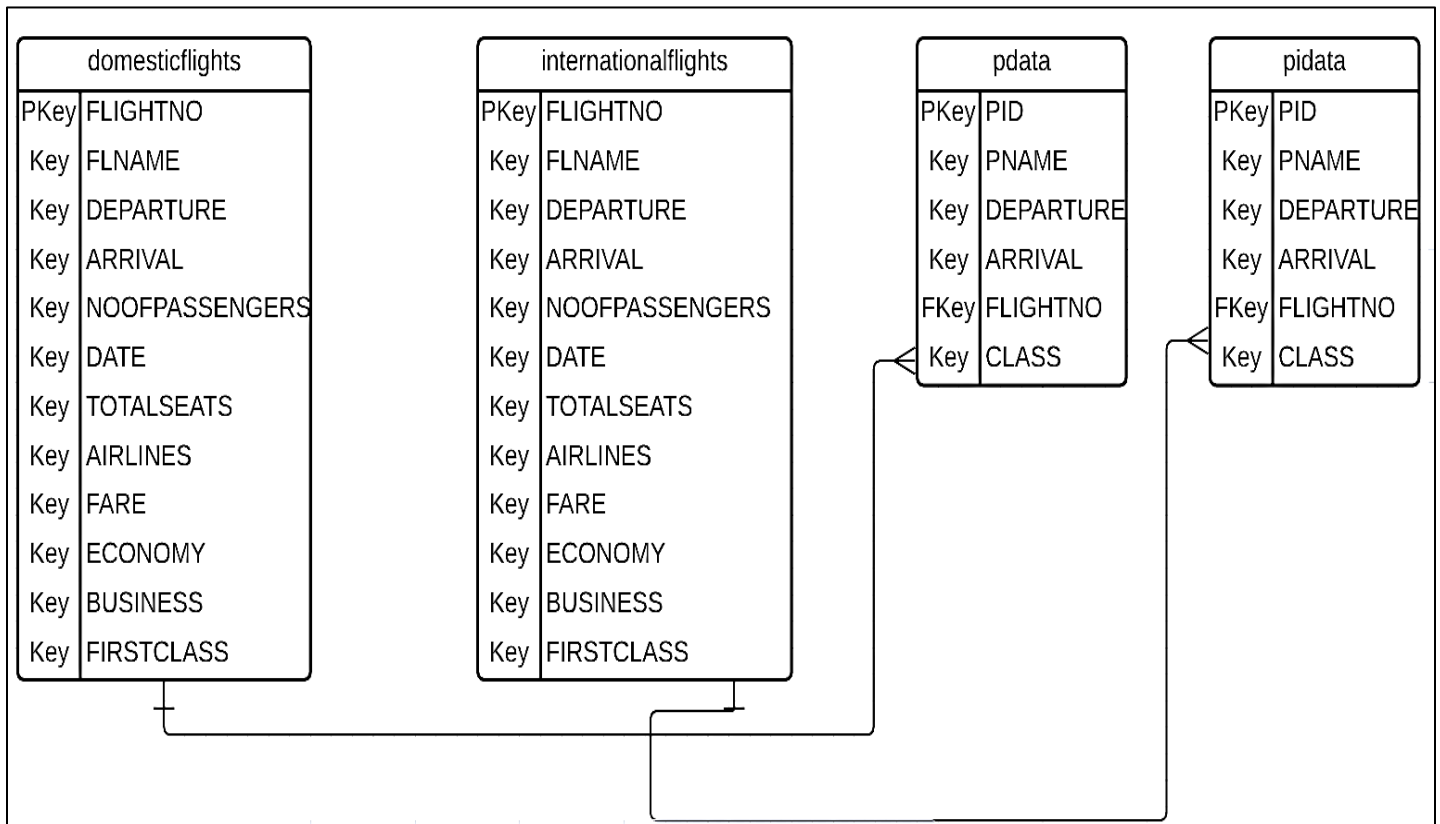 domesticflights
PKey FLIGHTNO
Key FLNAME
Key DEPARTURE
Key ARRIVAL
Key NOOFPASSENGERS
Key DATE
Key TOTALSEATS
Key AIRLINES
Key FARE
Key ECONOMY
Key BUSINESS
Key FIRSTCLASS
internationalflights
PKey FLIGHTNO
Key FLNAME
Key DEPARTURE
Key ARRIVAL
Key NOOFPASSENGERS
Key DATE
Key TOTALSEATS
Key AIRLINES
Key FARE
Key ECONOMY
Key BUSINESS
Key FIRSTCLASS
pdata
PKey PID
Key PNAME
Key DEPARTURE
Key ARRIVAL
FKey FLIGHTNO
Key CLASS
pidata
PKey PID
Key PNAME
Key DEPARTURE
Key ARRIVAL
FKey FLIGHTNO
Key CLASS